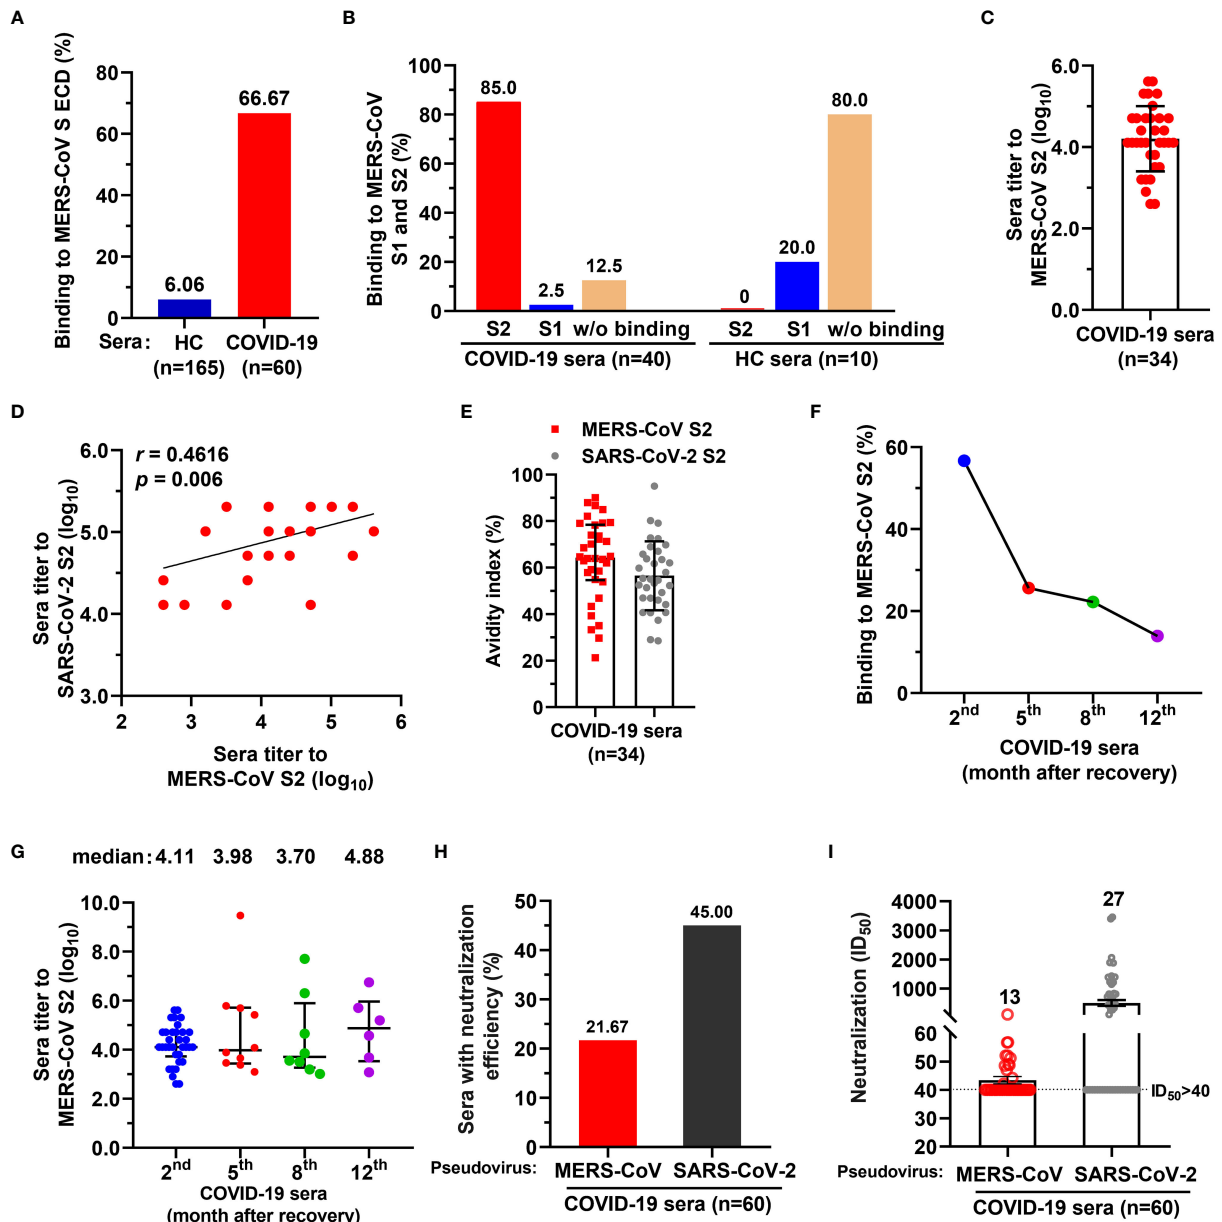 A
Binding to MERS-CoV S ECD (%)
80
60
40
20
0
6.06
66.67
Sera: HC COVID-19
(n=165) (n=60)
B
Binding to MERS-CoV
S1 and S2 (%)
100
80
60
40
20
0
85.0
2.5
12.5
0
20.0
80.0
S2 S1 w/o binding S2 S1 w/o binding
COVID-19 sera (n=40) HC sera (n=10)
C
Sera titer to
MERS-CoV S2 (log10)
6.0
4.0
2.0
0.0
COVID-19 sera
(n=34)
D
Sera titer to
SARS-CoV-2 S2 (log10)
6.0
5.0
4.0
3.0
r = 0.4616
p = 0.006
2 3 4 5 6
Sera titer to
MERS-CoV S2 (log10)
E
MERS-CoV S2
SARS-CoV-2 S2
Avidity index (%)
100
80
60
40
20
0
COVID-19 sera
(n=34)
F
Binding to MERS-CoV S2 (%)
60
40
20
0
2nd 5th 8th 12th
COVID-19 sera
(month after recovery)
G
median: 4.11 3.98 3.70 4.88
Sera titer to
MERS-CoV S2 (log10)
10.0
8.0
6.0
4.0
2.0
0.0
2nd 5th 8th 12th
COVID-19 sera
(month after recovery)
H
Sera with neutralization
efficiency (%)
50
40
30
20
10
0
21.67
45.00
Pseudovirus: MERS-CoV SARS-CoV-2
COVID-19 sera (n=60)
I
Neutralization (ID50)
4000
3000
2000
1000
60
50
40
30
20
13
27
ID50>40
Pseudovirus: MERS-CoV SARS-CoV-2
COVID-19 sera (n=60)